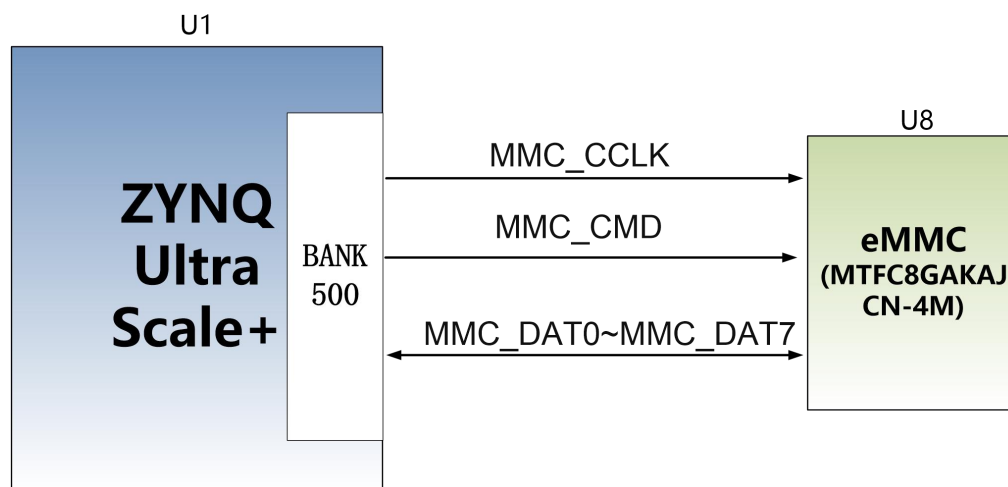 U1
U8
MMC_CCLK
ZYNQ
Ultra
Scale+
BANK
500
MMC_CMD
eMMC
(MTFC8GAKAJ
CN-4M)
MMC_DAT0~MMC_DAT7